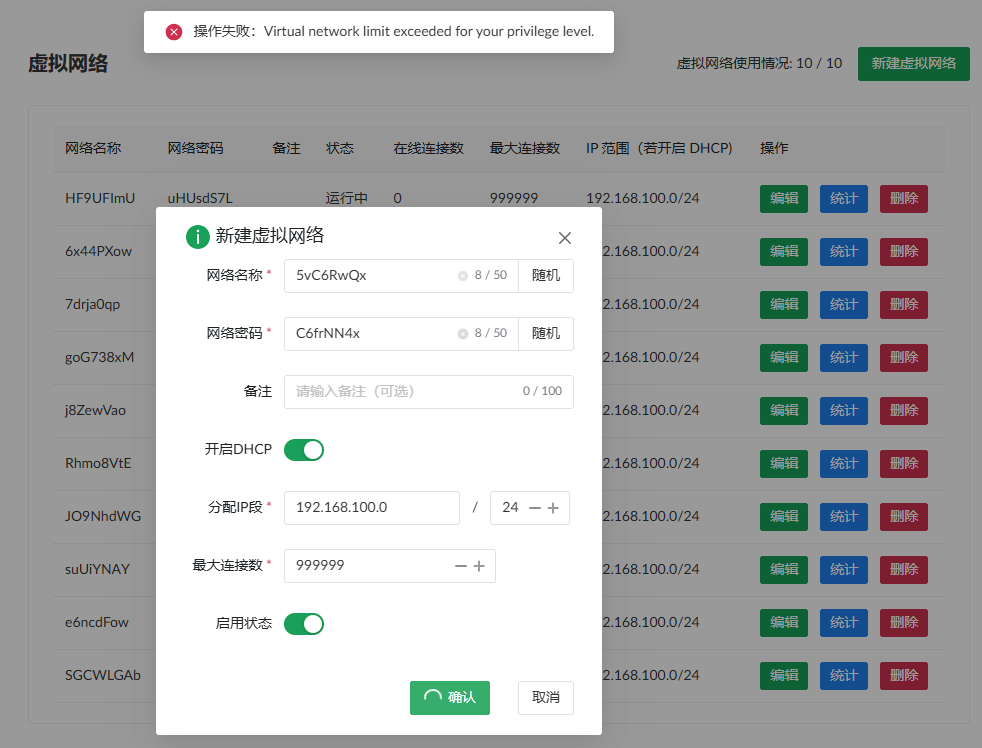 操作失败：Virtual network limit exceeded for your privilege level.
虚拟网络
虚拟网络使用情况: 10 / 10
新建虚拟网络
网络名称 网络密码 备注 状态 在线连接数 最大连接数 IP 范围（若开启 DHCP） 操作
HF9UFImU uHUsdS7L 运行中 0 999999 192.168.100.0/24 编辑 统计 删除
6x44PXow 2.168.100.0/24 编辑 统计 删除
7drja0qp 2.168.100.0/24 编辑 统计 删除
goG738xM 2.168.100.0/24 编辑 统计 删除
j8ZewVao 2.168.100.0/24 编辑 统计 删除
Rhmo8VtE 2.168.100.0/24 编辑 统计 删除
JO9NhdWG 2.168.100.0/24 编辑 统计 删除
suUiYNAY 2.168.100.0/24 编辑 统计 删除
e6ncdFow 2.168.100.0/24 编辑 统计 删除
SGCWLGAb 2.168.100.0/24 编辑 统计 删除
新建虚拟网络
网络名称 * 5vC6RwQx 8 / 50 随机
网络密码 * C6frNN4x 8 / 50 随机
备注 请输入备注（可选） 0 / 100
开启DHCP
分配IP段 * 192.168.100.0 / 24
最大连接数 * 999999
启用状态
确认 取消